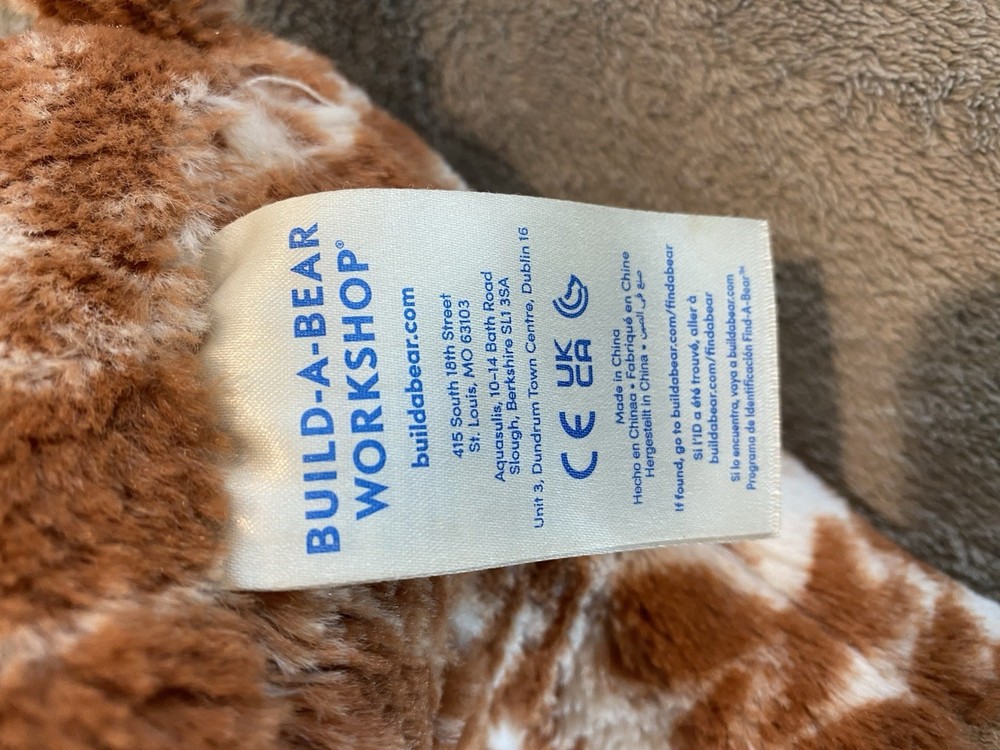 BUILD-A-BEAR
WORKSHOP®
buildabear.com
415 South 18th Street
St. Louis, MO 63103
Aquasulis, 10-14 Bath Road
Slough, Berkshire SL1 3SA
Unit 3, Dundrum Town Centre, Dublin 16
CE UK CA
Made in China
Hecho en Chinaa • Fabriqué en Chine
Hergestellt in China • صنع في الصين
If found, go to buildabear.com/findabear
Si l'ID a été trouvé, aller à
buildabear.com/findabear
Si lo encuentra, vaya a buildabear.com
Programa de Identificación Find-A-Bear™